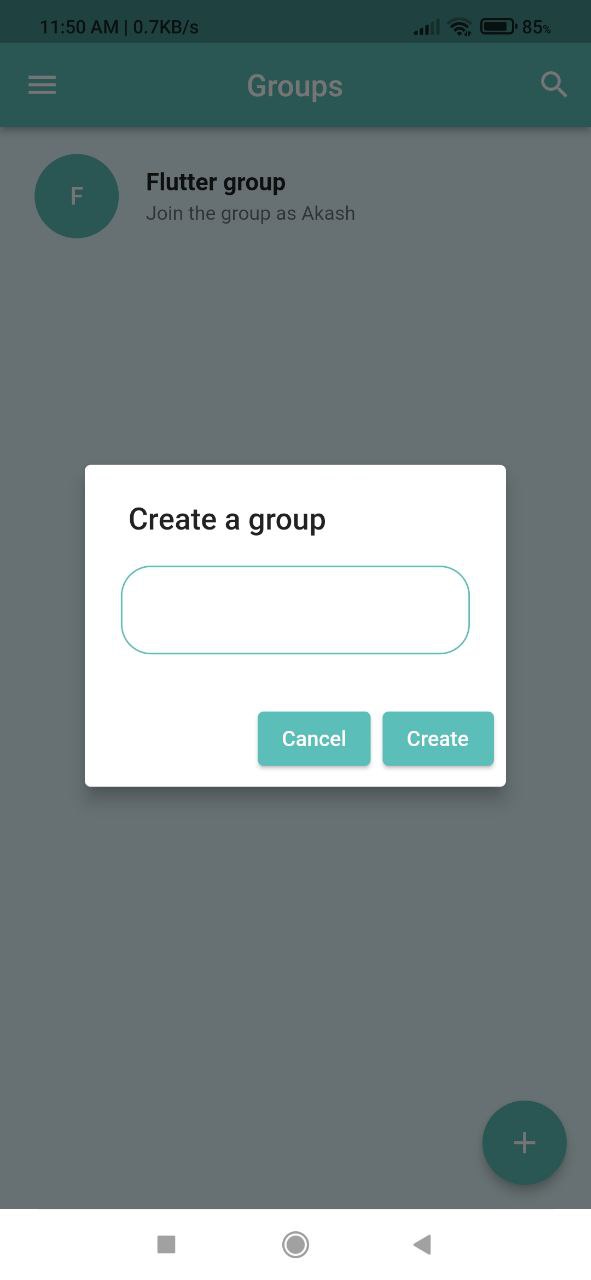 11:50 AM | 0.7KB/s 85%
Groups
F
Flutter group
Join the group as Akash
Create a group
Cancel Create